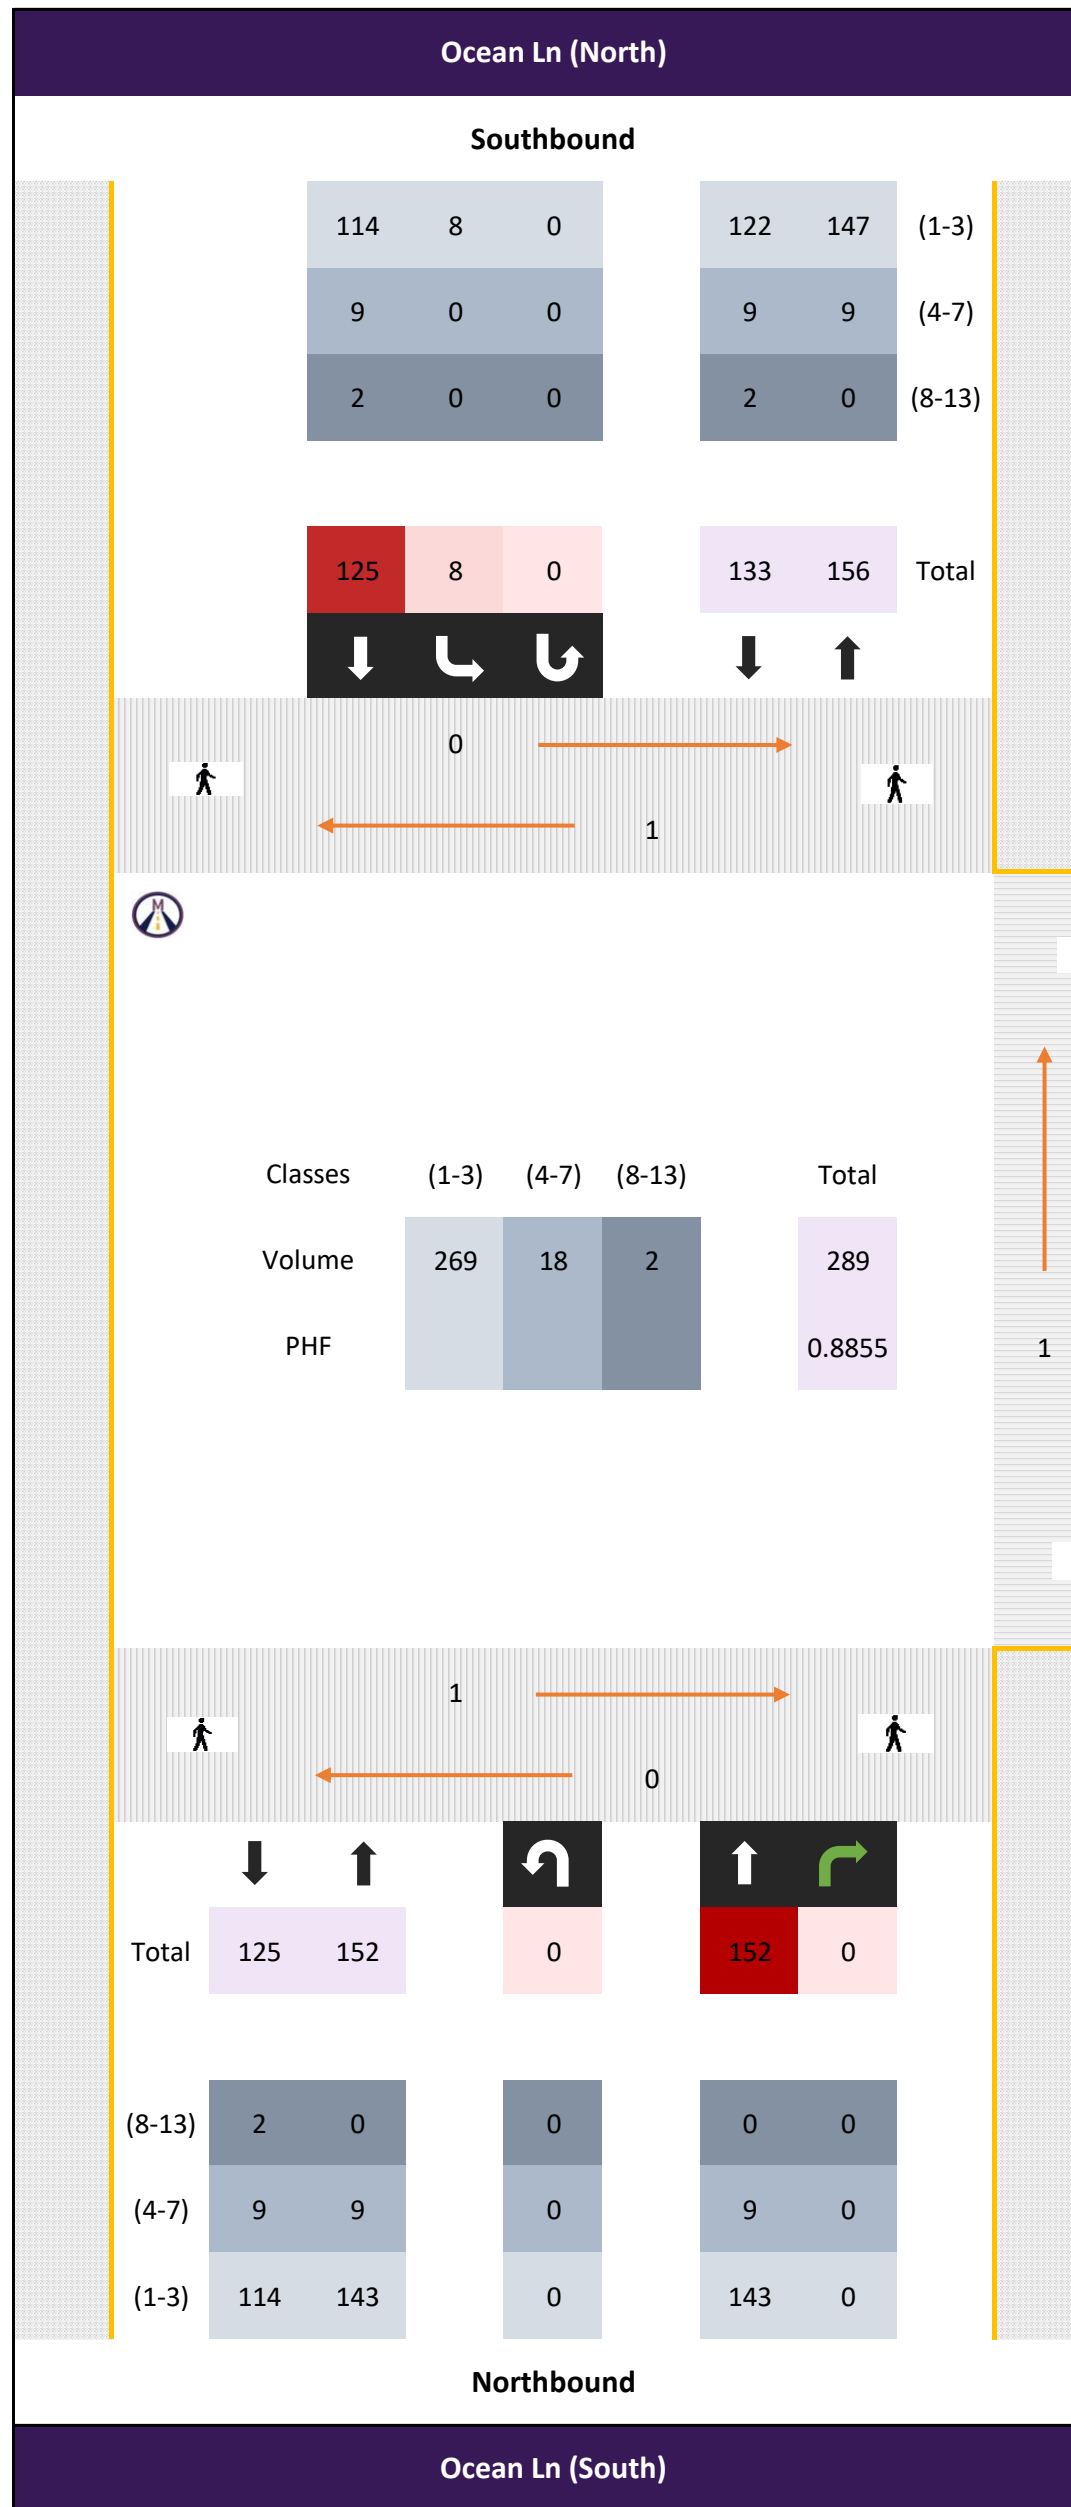 Ocean Ln (North)
Southbound
114 8 0 122 147 (1-3)
9 0 0 9 9 (4-7)
2 0 0 2 0 (8-13)
125 8 0 133 156 Total
0
1
M
Classes (1-3) (4-7) (8-13) Total
Volume 269 18 2 289
PHF 0.8855
1
1
0
Total 125 152 0 152 0
(8-13) 2 0 0 0 0
(4-7) 9 9 0 9 0
(1-3) 114 143 0 143 0
Northbound
Ocean Ln (South)